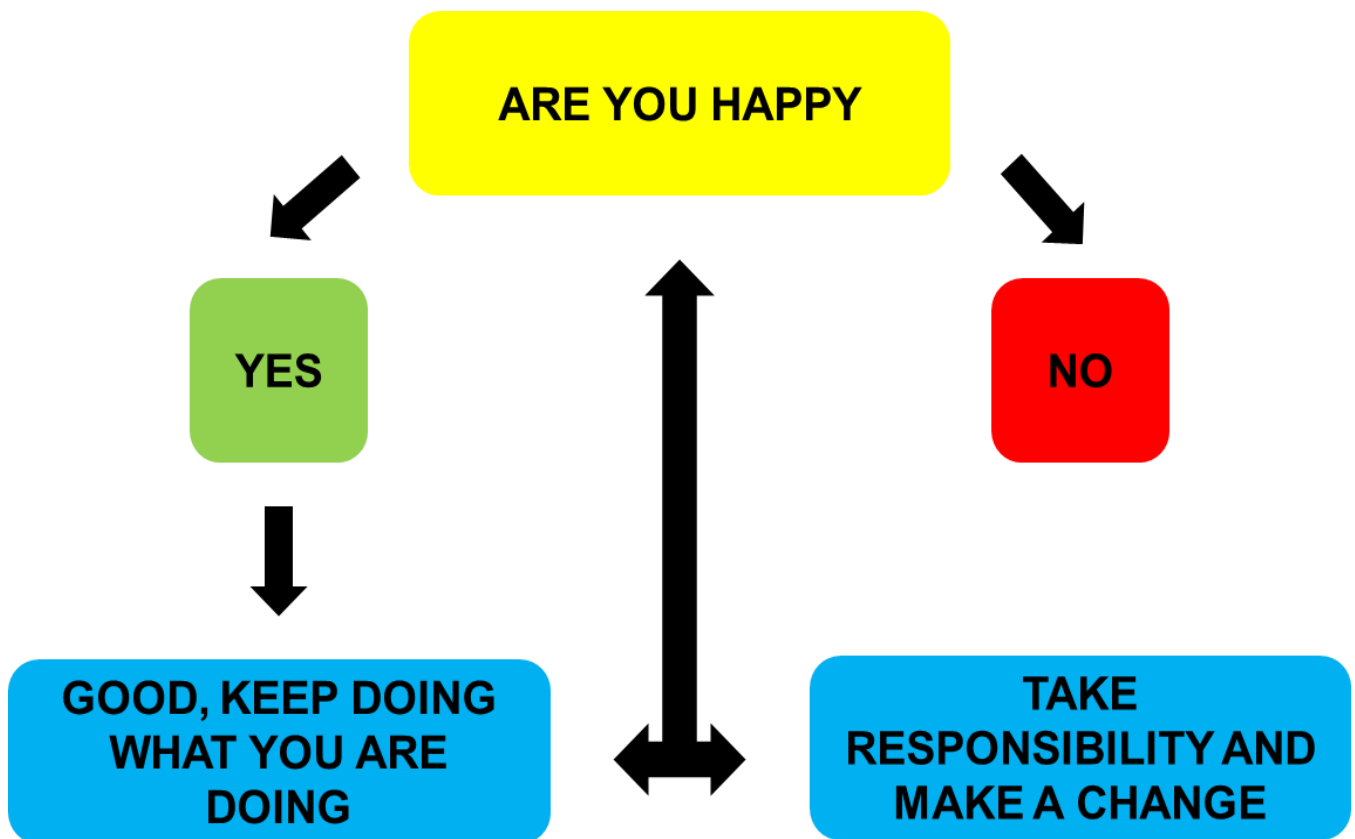 ARE YOU HAPPY
YES
NO
GOOD, KEEP DOING
WHAT YOU ARE
DOING
TAKE
RESPONSIBILITY AND
MAKE A CHANGE